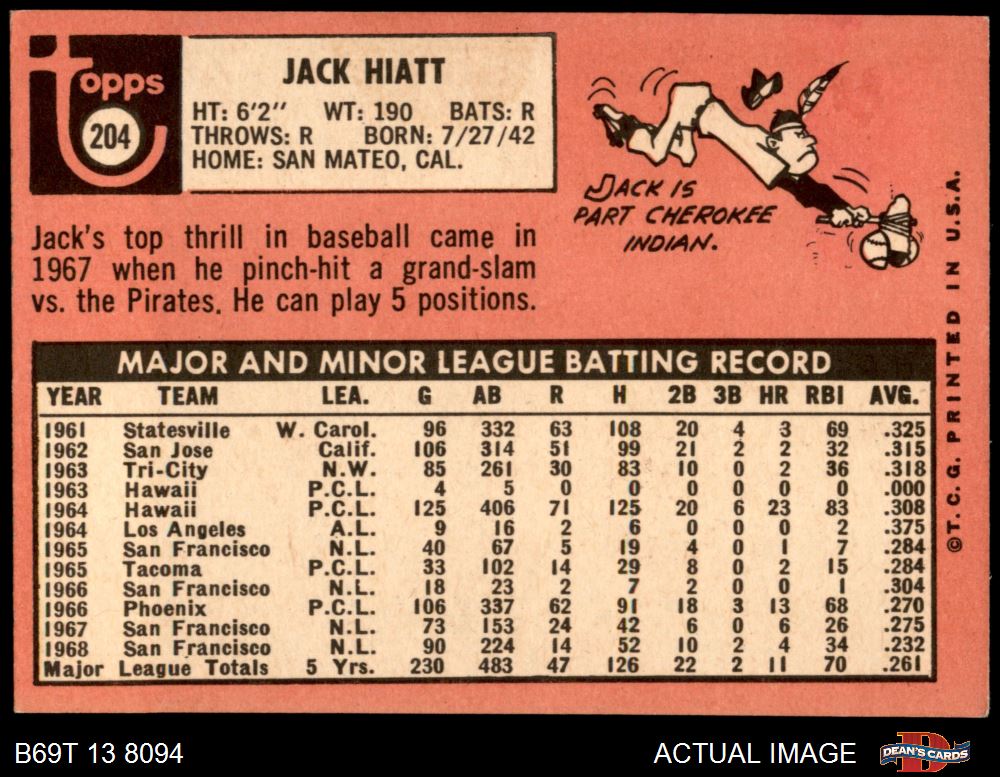 Topps
204
JACK HIATT
HT: 6'2" WT: 190 BATS: R
THROWS: R BORN: 7/27/42
HOME: SAN MATEO, CAL.
JACK IS
PART CHEROKEE
INDIAN.
Jack's top thrill in baseball came in
1967 when he pinch-hit a grand-slam
vs. the Pirates. He can play 5 positions.
MAJOR AND MINOR LEAGUE BATTING RECORD
YEAR TEAM LEA. G AB R H 2B 3B HR RBI AVG.
1961 Statesville W. Carol. 96 332 63 108 20 4 3 69 .325
1962 San Jose Calif. 106 314 51 99 21 2 2 32 .315
1963 Tri-City N.W. 85 261 30 83 10 0 2 36 .318
1963 Hawaii P.C.L. 4 5 0 0 0 0 0 0 .000
1964 Hawaii P.C.L. 125 406 71 125 20 6 23 83 .308
1964 Los Angeles A.L. 9 16 2 6 0 0 0 2 .375
1965 San Francisco N.L. 40 67 5 19 4 0 1 7 .284
1965 Tacoma P.C.L. 33 102 14 29 8 0 2 15 .284
1966 San Francisco N.L. 18 23 2 7 2 0 0 1 .304
1966 Phoenix P.C.L. 106 337 62 91 18 3 13 68 .270
1967 San Francisco N.L. 73 153 24 42 6 0 6 26 .275
1968 San Francisco N.L. 90 224 14 52 10 2 4 34 .232
Major League Totals 5 Yrs. 230 483 47 126 22 2 11 70 .261
©T.C.G. PRINTED IN U.S.A.
B69T 13 8094
ACTUAL IMAGE
DEAN'S CARDS